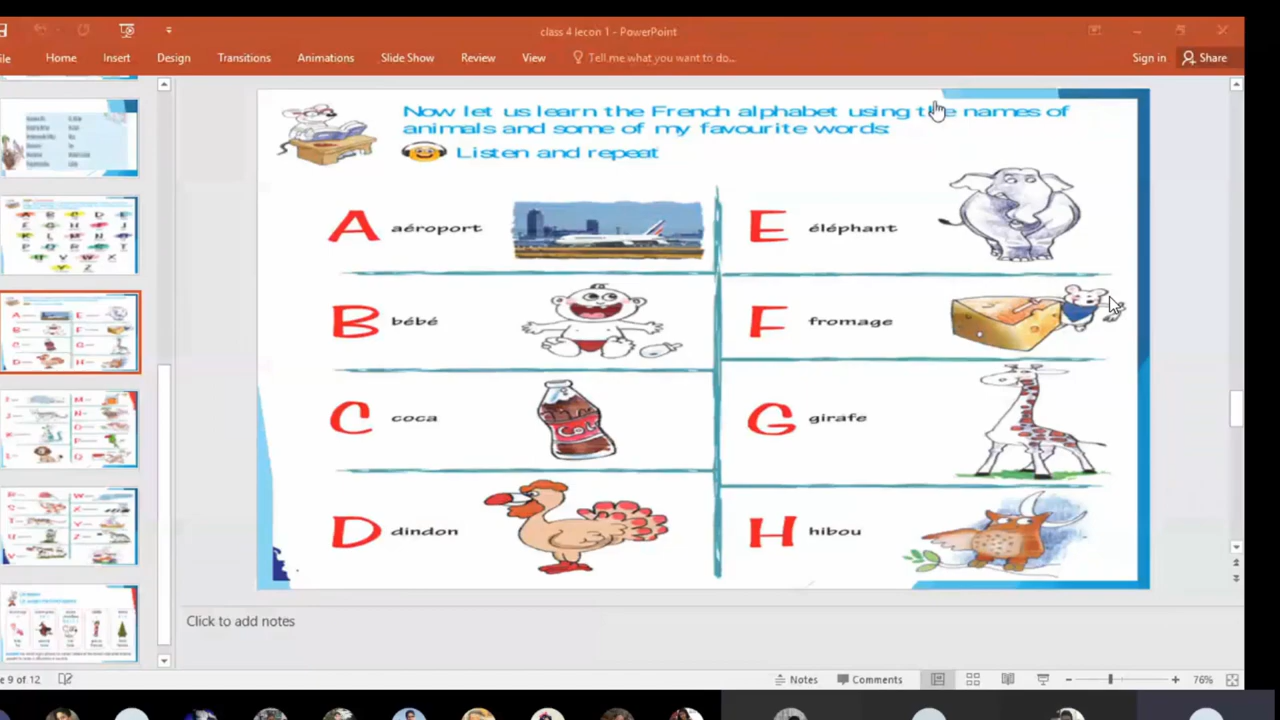 class 4 lecon 1 - PowerPoint
Home Insert Design Transitions Animations Slide Show Review View Tell me what you want to do... Sign in Share
Now let us learn the French alphabet using the names of
animals and some of my favourite words:
Listen and repeat
A aéroport
B bébé
C coca
D dindon
E éléphant
F fromage
G girafe
H hibou
Click to add notes
9 of 12
Notes Comments 76%